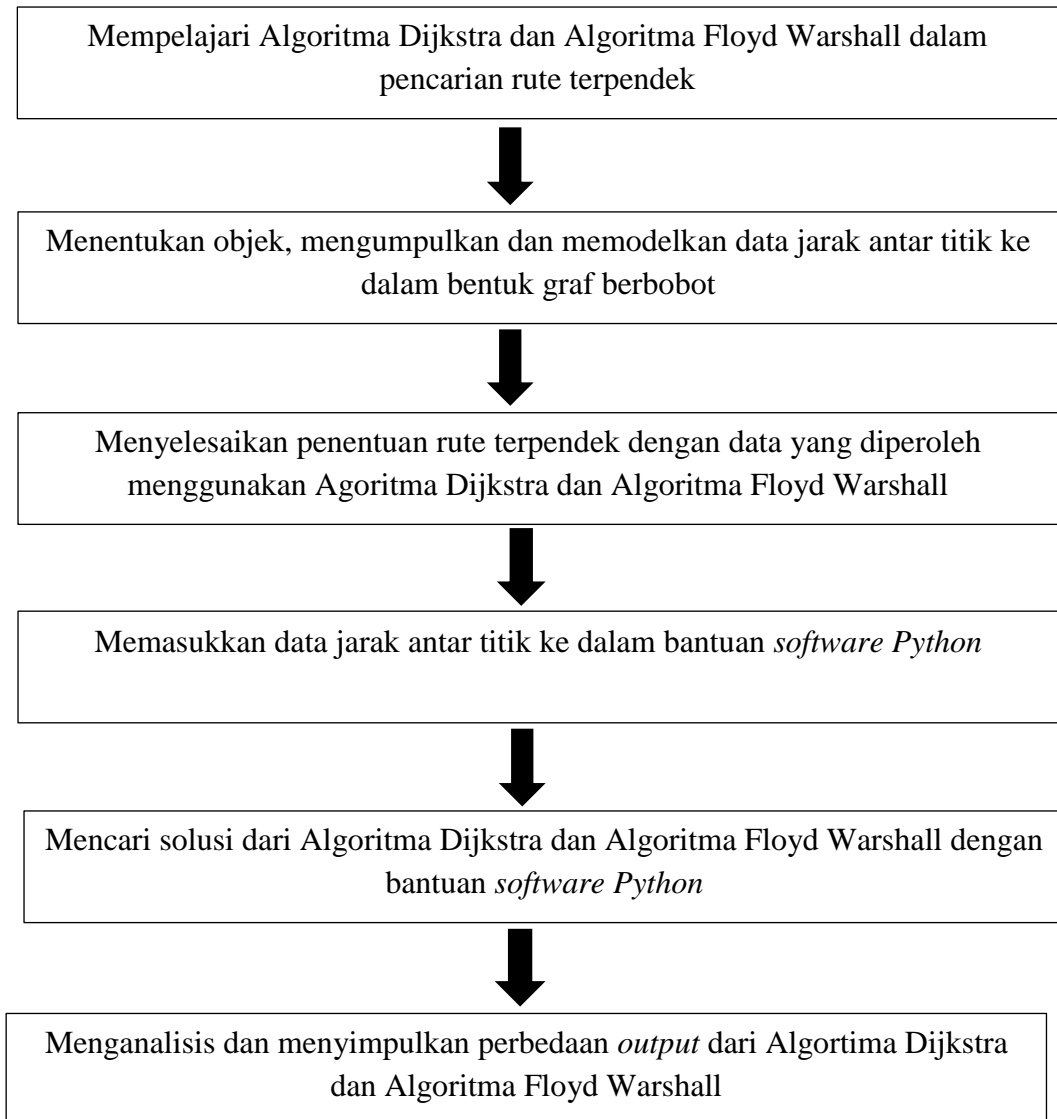 Mempelajari Algoritma Dijkstra dan Algoritma Floyd Warshall dalam
pencarian rute terpendek
Menentukan objek, mengumpulkan dan memodelkan data jarak antar titik ke
dalam bentuk graf berbobot
Menyelesaikan penentuan rute terpendek dengan data yang diperoleh
menggunakan Agoritma Dijkstra dan Algoritma Floyd Warshall
Memasukkan data jarak antar titik ke dalam bantuan software Python
Mencari solusi dari Algoritma Dijkstra dan Algoritma Floyd Warshall dengan
bantuan software Python
Menganalisis dan menyimpulkan perbedaan output dari Algortima Dijkstra
dan Algoritma Floyd Warshall